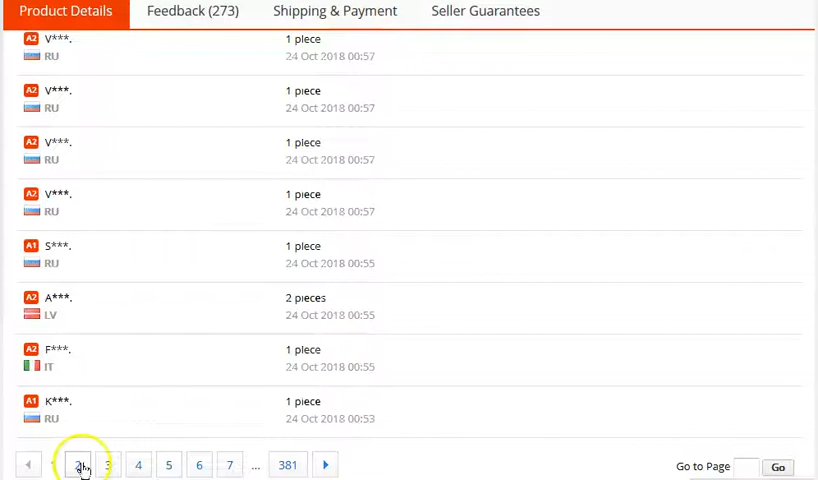 Product Details Feedback (273) Shipping & Payment Seller Guarantees
A2 V***. 1 piece
RU 24 Oct 2018 00:57
A2 V***. 1 piece
RU 24 Oct 2018 00:57
A2 V***. 1 piece
RU 24 Oct 2018 00:57
A2 V***. 1 piece
RU 24 Oct 2018 00:57
A1 S***. 1 piece
RU 24 Oct 2018 00:55
A2 A***. 2 pieces
LV 24 Oct 2018 00:55
A2 F***. 1 piece
IT 24 Oct 2018 00:55
A1 K***. 1 piece
RU 24 Oct 2018 00:53
1 2 3 4 5 6 7 ... 381 Go to Page Go